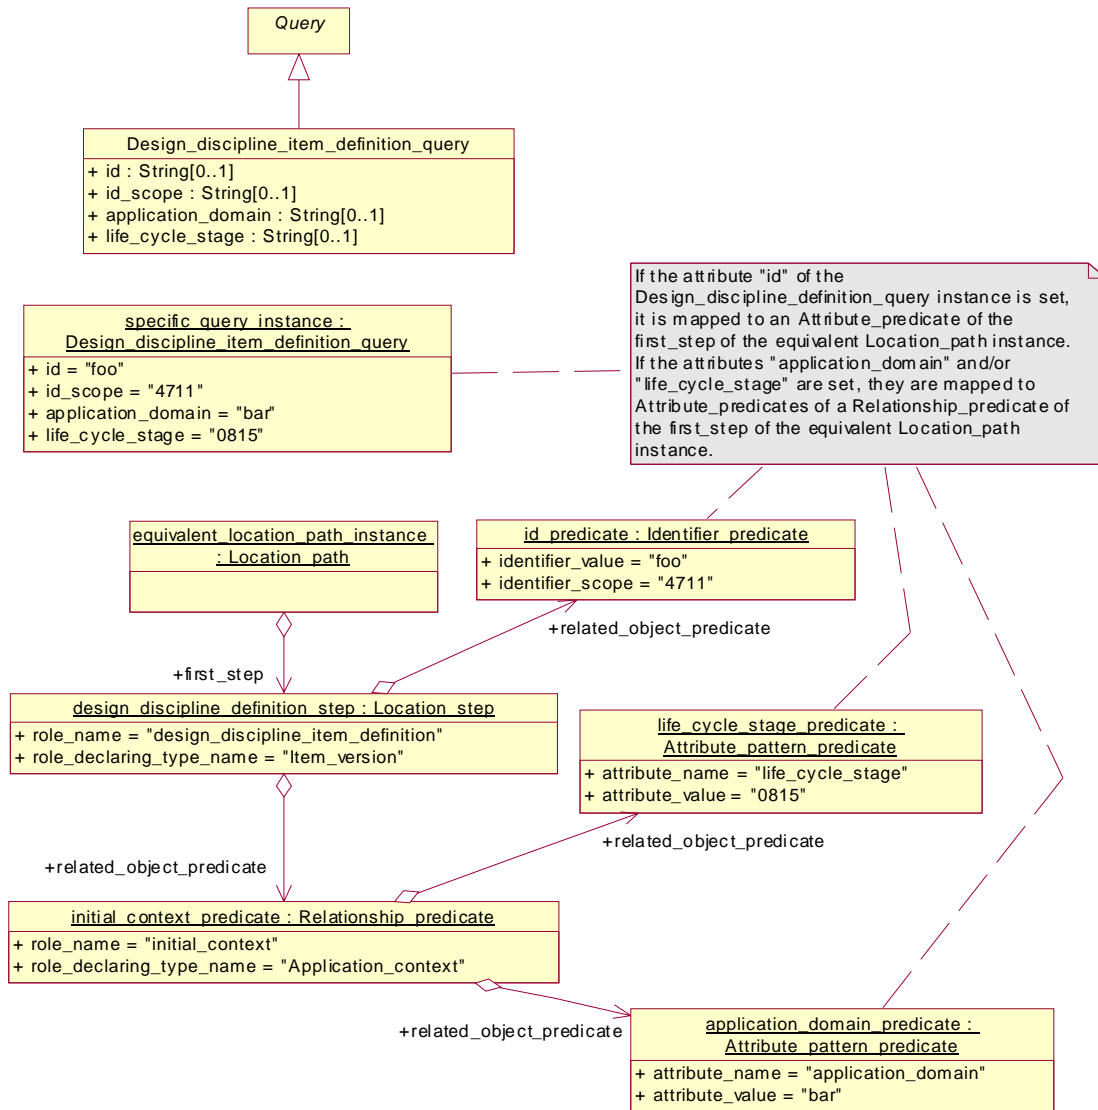 Query
Design_discipline_item_definition_query
+ id : String[0..1]
+ id_scope : String[0..1]
+ application_domain : String[0..1]
+ life_cycle_stage : String[0..1]
If the attribute "id" of the
Design_discipline_definition_query instance is set,
it is mapped to an Attribute_predicate of the
first_step of the equivalent Location_path instance.
If the attributes "application_domain" and/or
"life_cycle_stage" are set, they are mapped to
Attribute_predicates of a Relationship_predicate of
the first_step of the equivalent Location_path
instance.
specific_query_instance :
Design_discipline_item_definition_query
+ id = "foo"
+ id_scope = "4711"
+ application_domain = "bar"
+ life_cycle_stage = "0815"
equivalent_location_path_instance
: Location_path
id_predicate : Identifier_predicate
+ identifier_value = "foo"
+ identifier_scope = "4711"
+related_object_predicate
+first_step
design_discipline_definition_step : Location_step
+ role_name = "design_discipline_item_definition"
+ role_declaring_type_name = "Item_version"
life_cycle_stage_predicate :
Attribute_pattern_predicate
+ attribute_name = "life_cycle_stage"
+ attribute_value = "0815"
+related_object_predicate
+related_object_predicate
initial_context_predicate : Relationship_predicate
+ role_name = "initial_context"
+ role_declaring_type_name = "Application_context"
+related_object_predicate
application_domain_predicate :
Attribute_pattern_predicate
+ attribute_name = "application_domain"
+ attribute_value = "bar"